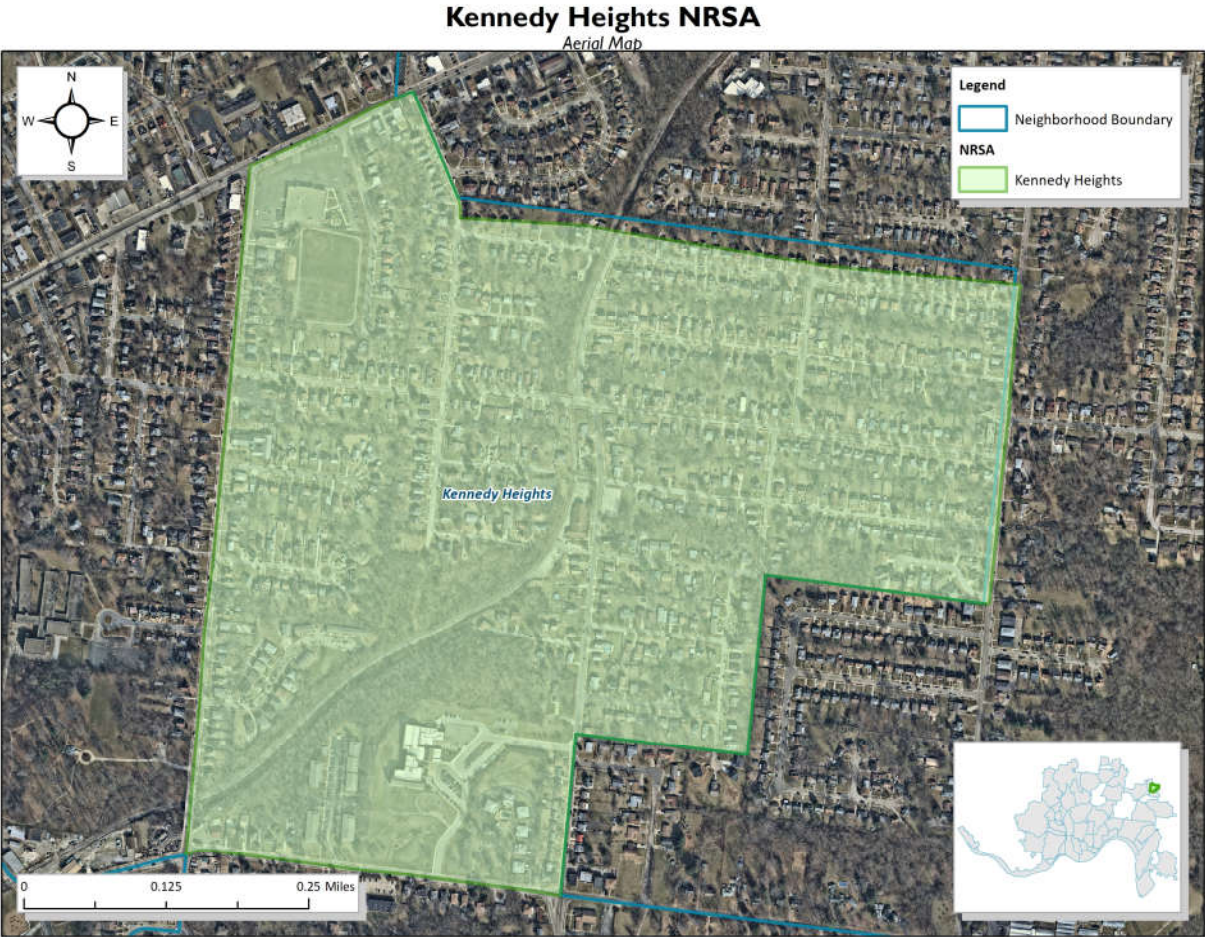 Kennedy Heights NRSA
Aerial Map
N
W E
S
Legend
Neighborhood Boundary
NRSA
Kennedy Heights
Kennedy Heights
0 0.125 0.25 Miles